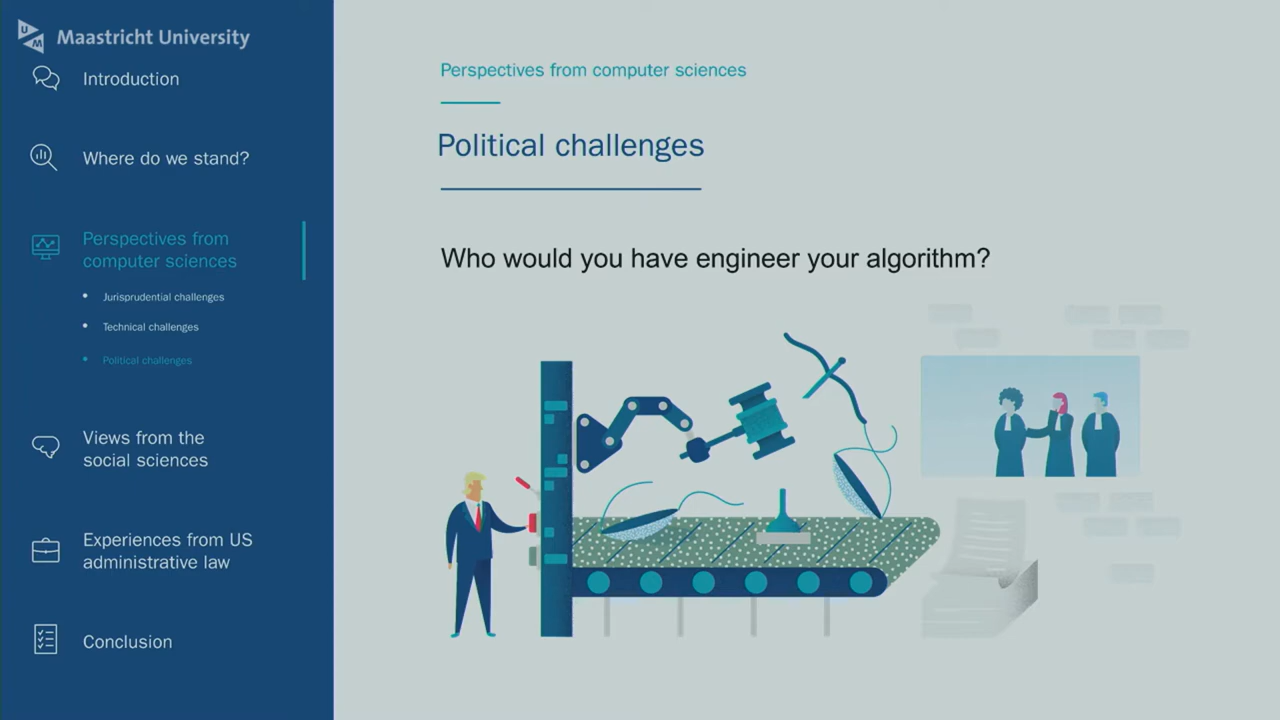 UM Maastricht University
Introduction
Where do we stand?
Perspectives from
computer sciences
Jurisprudential challenges
Technical challenges
Political challenges
Views from the
social sciences
Experiences from US
administrative law
Conclusion
Perspectives from computer sciences
Political challenges
Who would you have engineer your algorithm?